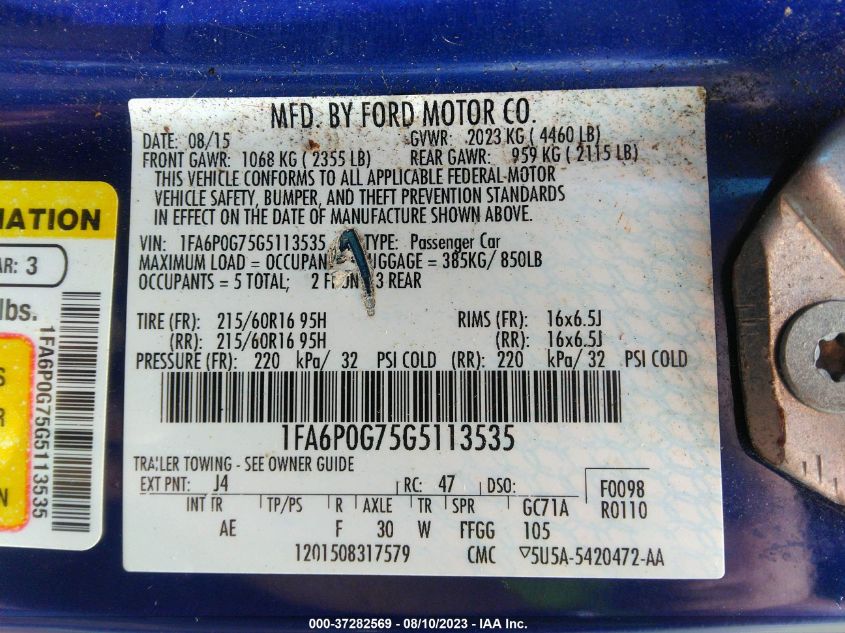 MFD. BY FORD MOTOR CO.
DATE: 08/15 GVWR: 2023 KG ( 4460 LB)
FRONT GAWR: 1068 KG ( 2355 LB) REAR GAWR: 959 KG ( 2115 LB)
THIS VEHICLE CONFORMS TO ALL APPLICABLE FEDERAL MOTOR
VEHICLE SAFETY, BUMPER, AND THEFT PREVENTION STANDARDS
IN EFFECT ON THE DATE OF MANUFACTURE SHOWN ABOVE.
VIN: 1FA6P0G75G5113535 TYPE: Passenger Car
MAXIMUM LOAD = OCCUPAN UGGAGE = 385KG/ 850LB
OCCUPANTS = 5 TOTAL; 2 3 REAR
TIRE (FR): 215/60R16 95H RIMS (FR): 16x6.5J
(RR): 215/60R16 95H (RR): 16x6.5J
PRESSURE (FR): 220 kPa/ 32 PSI COLD (RR): 220 kPa/ 32 PSI COLD
1FA6P0G75G5113535
TRAILER TOWING - SEE OWNER GUIDE
EXT PNT: J4 RC: 47 DSO: F0098
INT TR TP/PS R AXLE TR SPR GC71A R0110
AE F 30 W FFGG 105
1201508317579 CMC ▽5U5A-5420472-AA
MATION
AR: 3
lbs.
S
R
N
1FA6P0G75G5113535
000-37282569 - 08/10/2023 - IAA Inc.